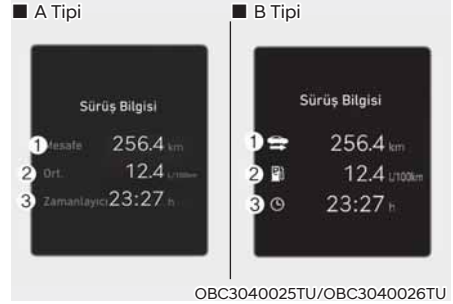 ■ A Tipi
■ B Tipi
Sürüş Bilgisi
1 Mesafe 256.4 km
2 Ort. 12.4 L/100km
3 Zamanlayıcı 23:27 h
Sürüş Bilgisi
1 256.4 km
2 12.4 L/100km
3 23:27 h
OBC3040025TU/OBC3040026TU